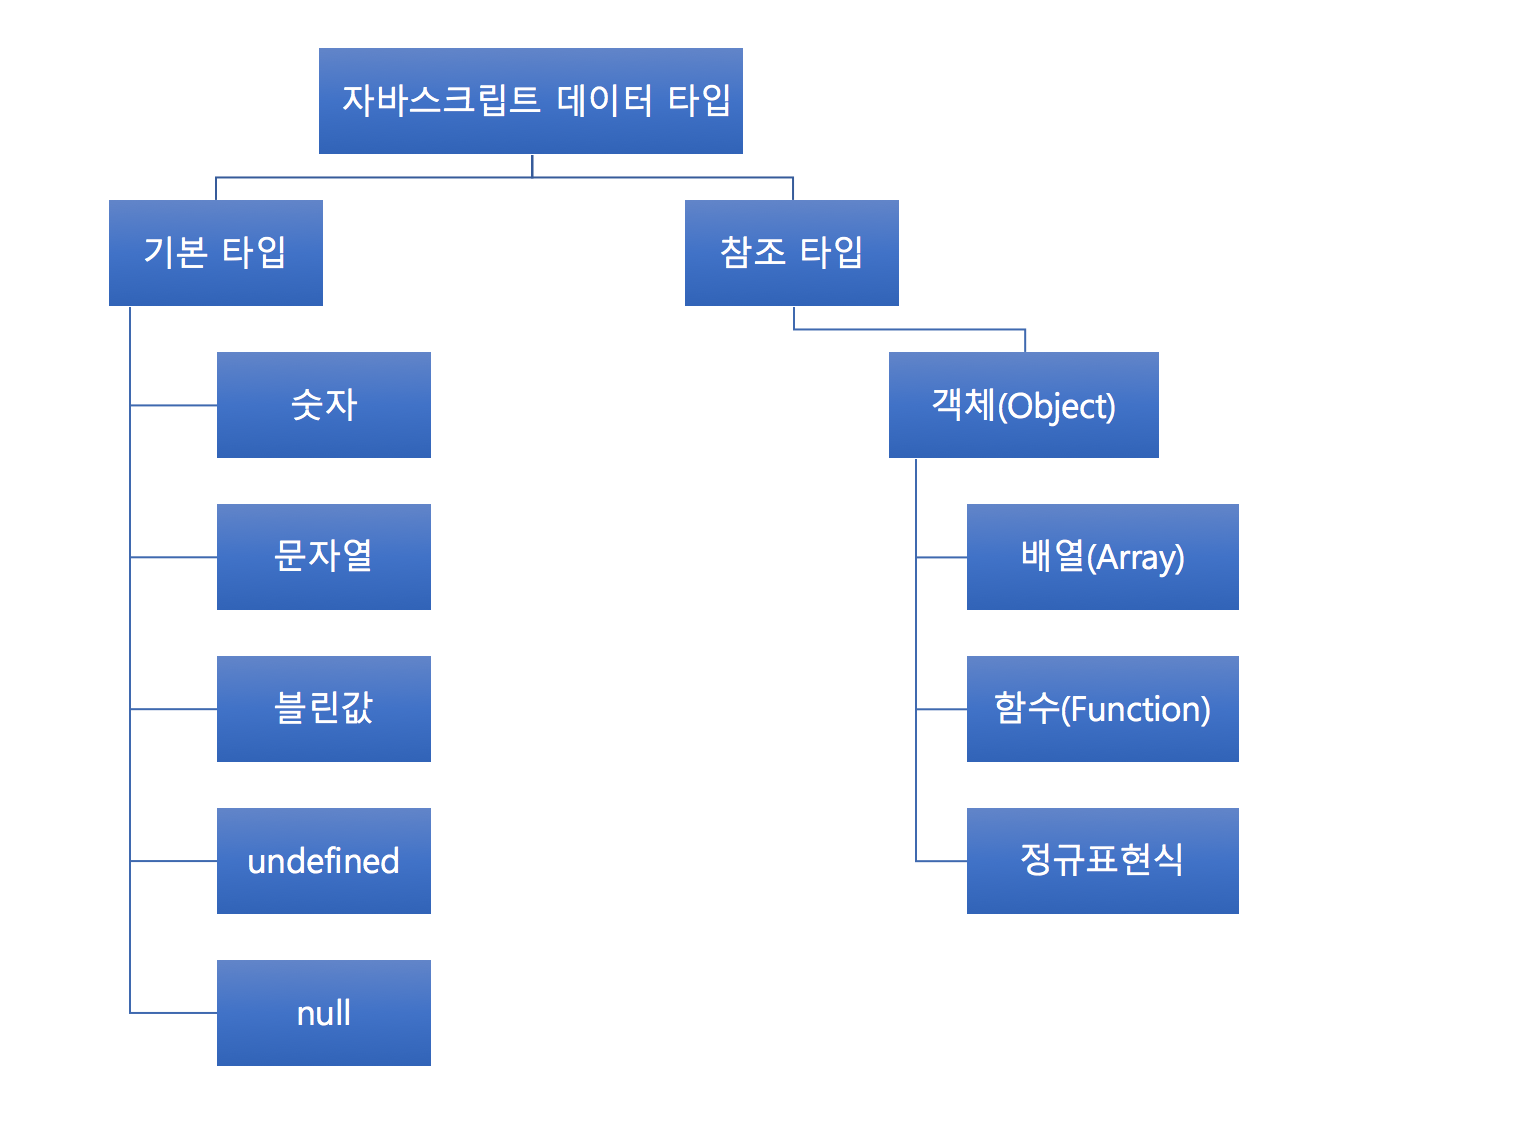 자바스크립트 데이터 타입
기본 타입
참조 타입
숫자
객체(Object)
문자열
배열(Array)
블린값
함수(Function)
undefined
정규표현식
null